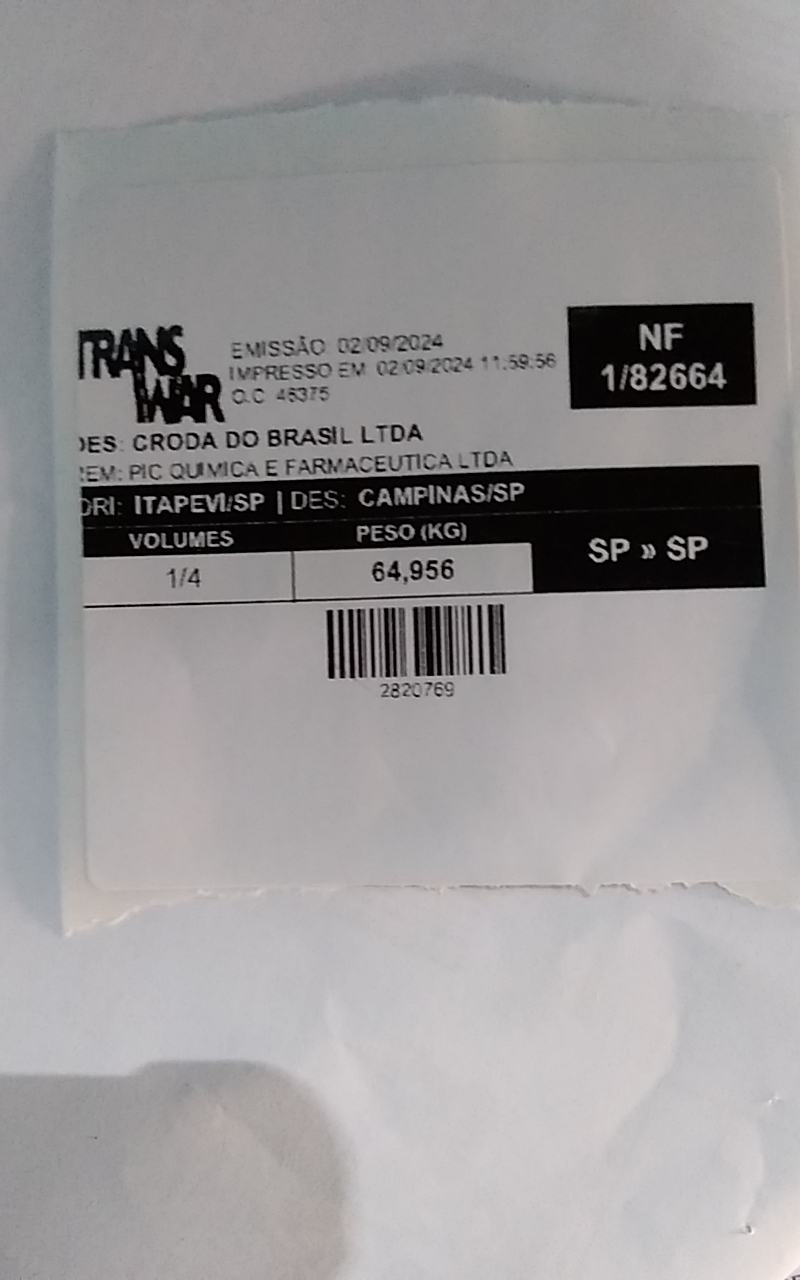 TRANS
WAR
EMISSÃO 02/09/2024
IMPRESSO EM 02/09/2024 11:59:56
O.C 45375
NF
1/82664
DES: CRODA DO BRASIL LTDA
REM: PIC QUIMICA E FARMACEUTICA LTDA
ORI: ITAPEVI/SP | DES: CAMPINAS/SP
VOLUMES PESO (KG)
SP » SP
1/4 64,956
2820769